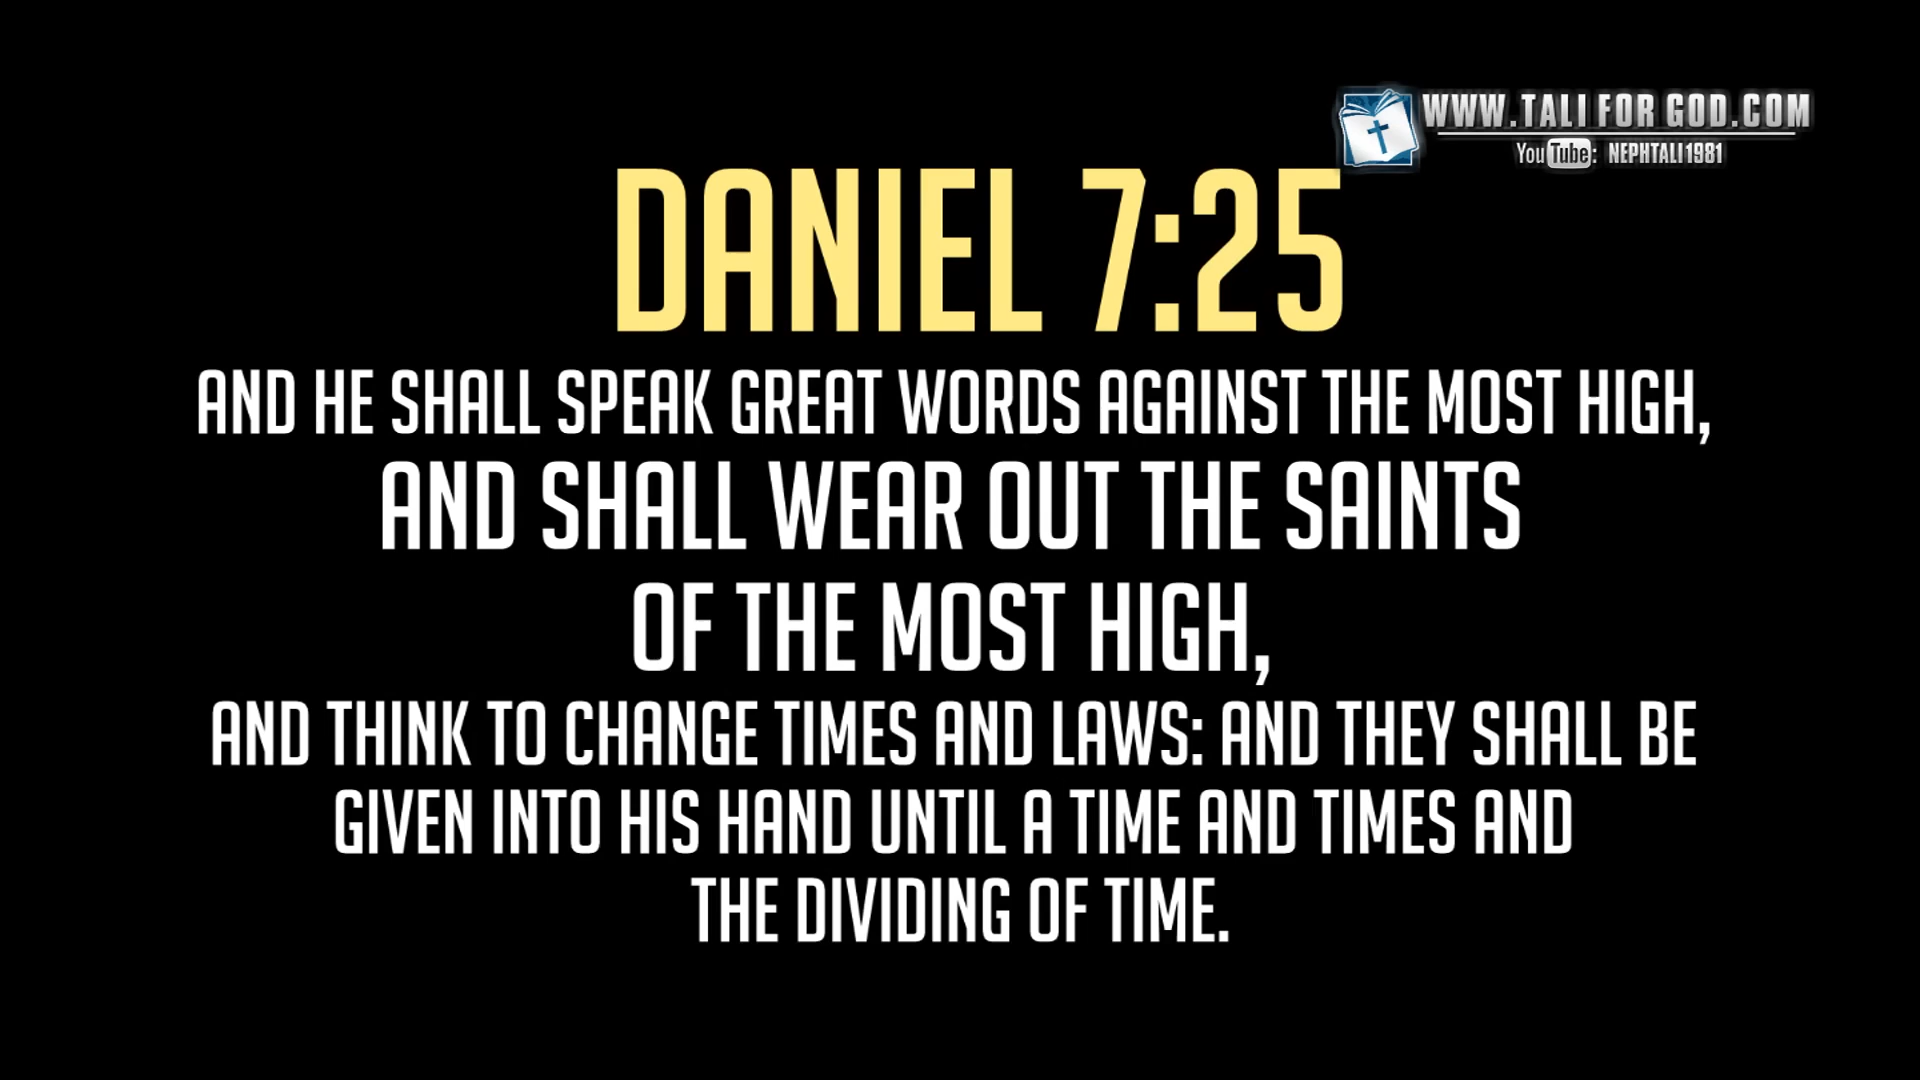 WWW.TALI FOR GOD.COM
YouTube: NEPHTALI1981
DANIEL 7:25
AND HE SHALL SPEAK GREAT WORDS AGAINST THE MOST HIGH,
AND SHALL WEAR OUT THE SAINTS
OF THE MOST HIGH,
AND THINK TO CHANGE TIMES AND LAWS: AND THEY SHALL BE
GIVEN INTO HIS HAND UNTIL A TIME AND TIMES AND
THE DIVIDING OF TIME.